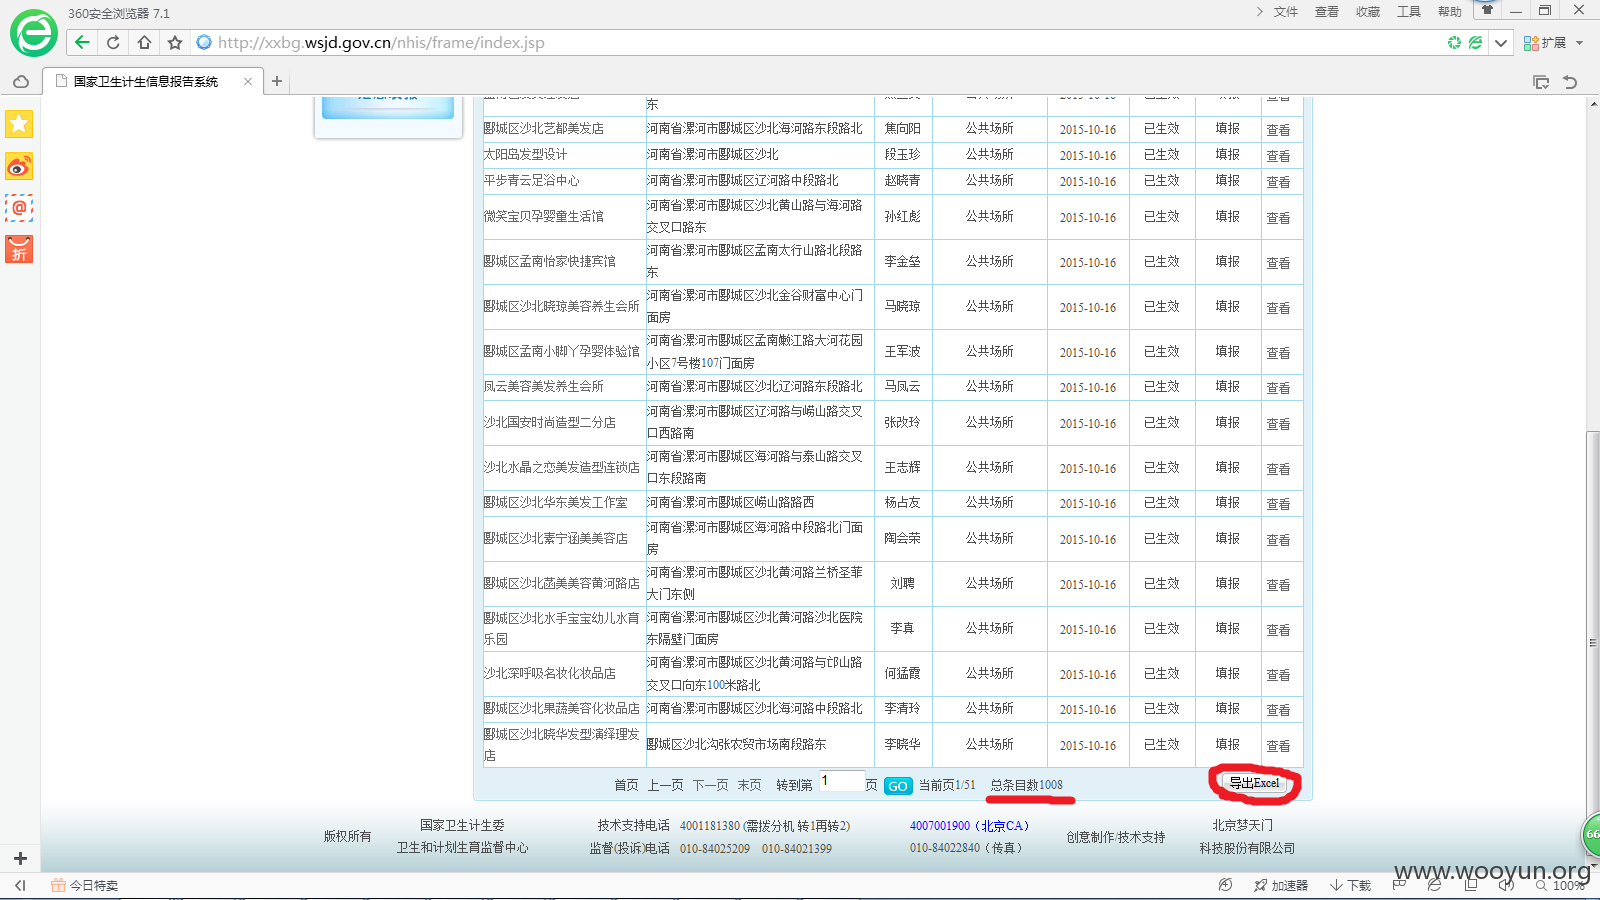 360安全浏览器 7.1
文件 查看 收藏 工具 帮助
http://xxbg.wsjd.gov.cn/nhis/frame/index.jsp
扩展
国家卫生计生信息报告系统
东
郾城区沙北艺都美发店 河南省漯河市郾城区沙北海河路东段路北 焦向阳 公共场所 2015-10-16 已生效 填报 查看
太阳岛发型设计 河南省漯河市郾城区沙北 段玉珍 公共场所 2015-10-16 已生效 填报 查看
平步青云足浴中心 河南省漯河市郾城区辽河路中段路北 赵晓青 公共场所 2015-10-16 已生效 填报 查看
微笑宝贝孕婴童生活馆 河南省漯河市郾城区沙北黄山路与海河路
交叉口路东 孙红彪 公共场所 2015-10-16 已生效 填报 查看
郾城区孟南怡家快捷宾馆 河南省漯河市郾城区孟南太行山路北段路
东 李金玺 公共场所 2015-10-16 已生效 填报 查看
郾城区沙北晓琼美容养生会所 河南省漯河市郾城区沙北金谷财富中心门
面房 马晓琼 公共场所 2015-10-16 已生效 填报 查看
郾城区孟南小脚丫孕婴体验馆 河南省漯河市郾城区孟南嫩江路大河花园
小区7号楼107门面房 王军波 公共场所 2015-10-16 已生效 填报 查看
凤云美容美发养生会所 河南省漯河市郾城区沙北辽河路东段路北 马凤云 公共场所 2015-10-16 已生效 填报 查看
沙北国安时尚造型二分店 河南省漯河市郾城区辽河路与崂山路交叉
口西路南 张改玲 公共场所 2015-10-16 已生效 填报 查看
沙北水晶之恋美发造型连锁店 河南省漯河市郾城区海河路与泰山路交叉
口东段路南 王志辉 公共场所 2015-10-16 已生效 填报 查看
郾城区沙北华东美发工作室 河南省漯河市郾城区崂山路路西 杨占友 公共场所 2015-10-16 已生效 填报 查看
郾城区沙北素宁涵美美容店 河南省漯河市郾城区海河路中段路北门面
房 陶会荣 公共场所 2015-10-16 已生效 填报 查看
郾城区沙北菡美美容黄河路店 河南省漯河市郾城区沙北黄河路兰桥圣菲
大门东侧 刘聘 公共场所 2015-10-16 已生效 填报 查看
郾城区沙北水手宝宝幼儿水育
乐园 河南省漯河市郾城区沙北黄河路沙北医院
东隔壁门面房 李真 公共场所 2015-10-16 已生效 填报 查看
沙北深呼吸名妆化妆品店 河南省漯河市郾城区沙北黄河路与邙山路
交叉口向东100米路北 何猛霞 公共场所 2015-10-16 已生效 填报 查看
郾城区沙北果蔬美容化妆品店 河南省漯河市郾城区沙北海河路中段路北 李清玲 公共场所 2015-10-16 已生效 填报 查看
郾城区沙北晓华发型演绎理发
店 郾城区沙北沟张农贸市场南段路东 李晓华 公共场所 2015-10-16 已生效 填报 查看
首页 上一页 下一页 末页 转到第 1 页 GO 当前页1/51 总条目数1008 导出Excel
版权所有 国家卫生计生委
卫生和计划生育监督中心
技术支持电话 4001181380 (需拨分机 转1再转2) 4007001900（北京CA）
监督(投诉)电话 010-84025209 010-84021399 010-84022840（传真）
创意制作/技术支持 北京梦天门
科技股份有限公司
66
www.wooyun.org
今日特卖 加速器 下载 100%
@
折